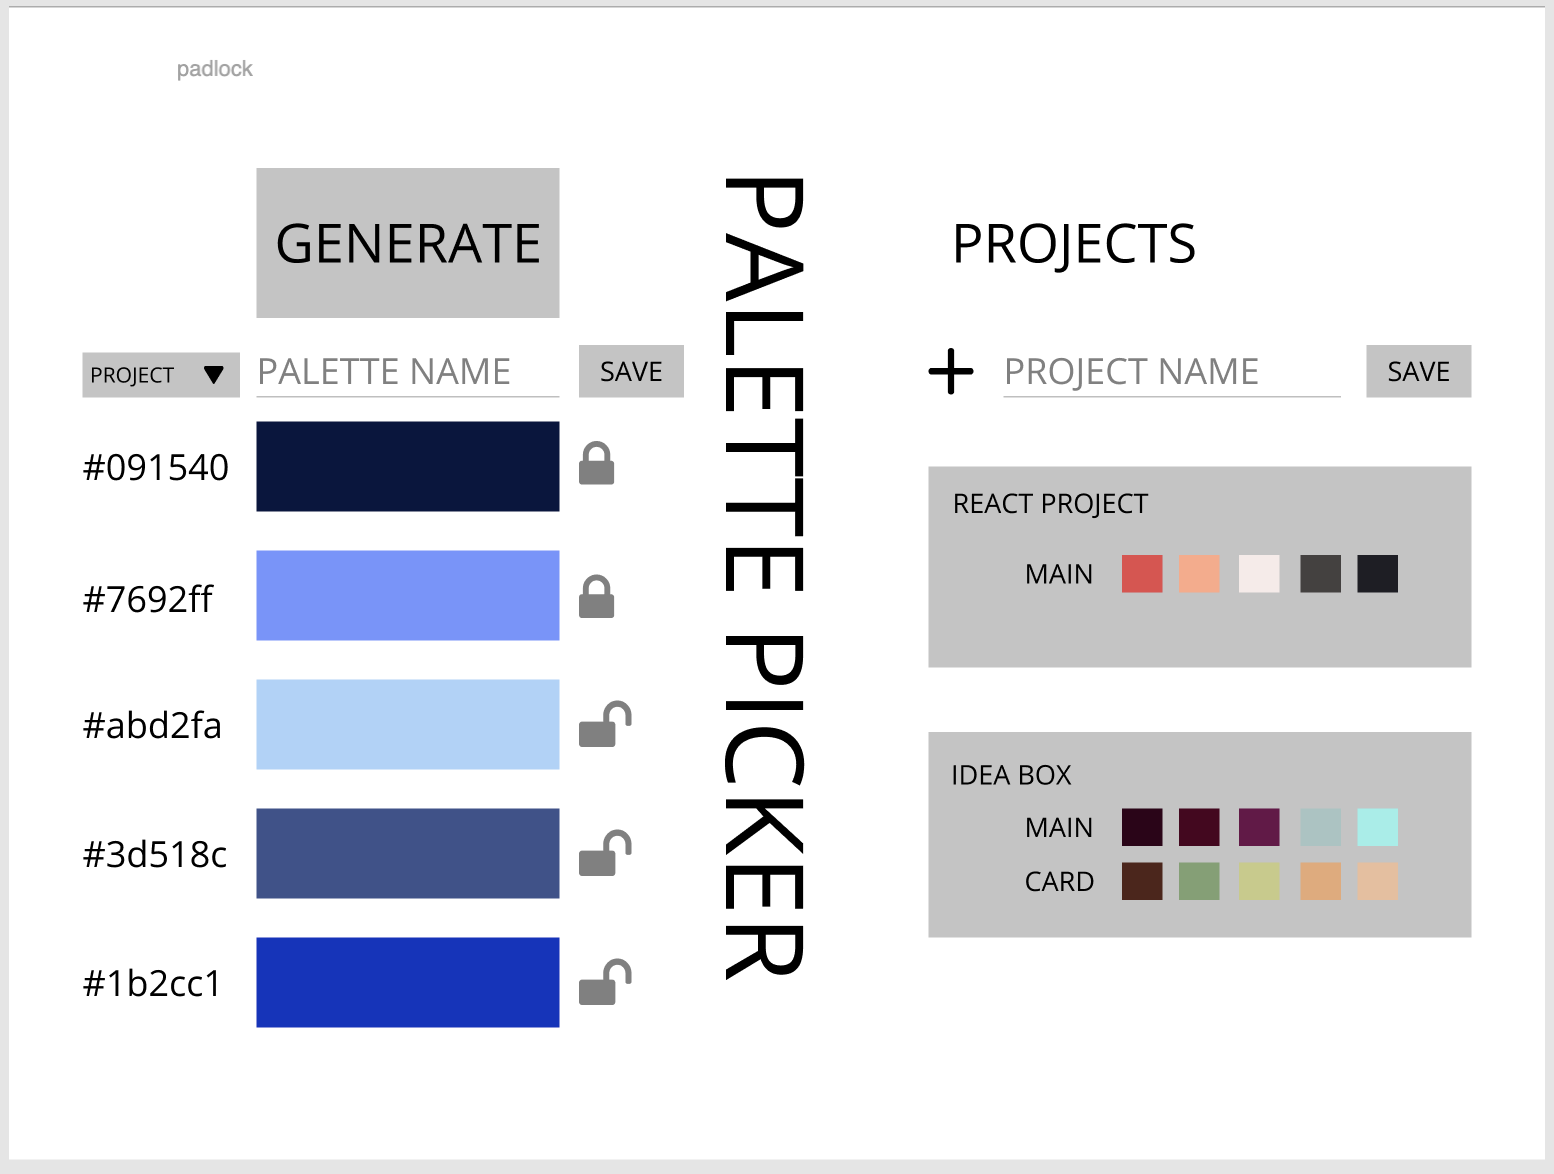 padlock
GENERATE
PROJECT
PALETTE NAME
SAVE
#091540
#7692ff
#abd2fa
#3d518c
#1b2cc1
PALETTE PICKER
PROJECTS
PROJECT NAME
SAVE
REACT PROJECT
MAIN
IDEA BOX
MAIN
CARD